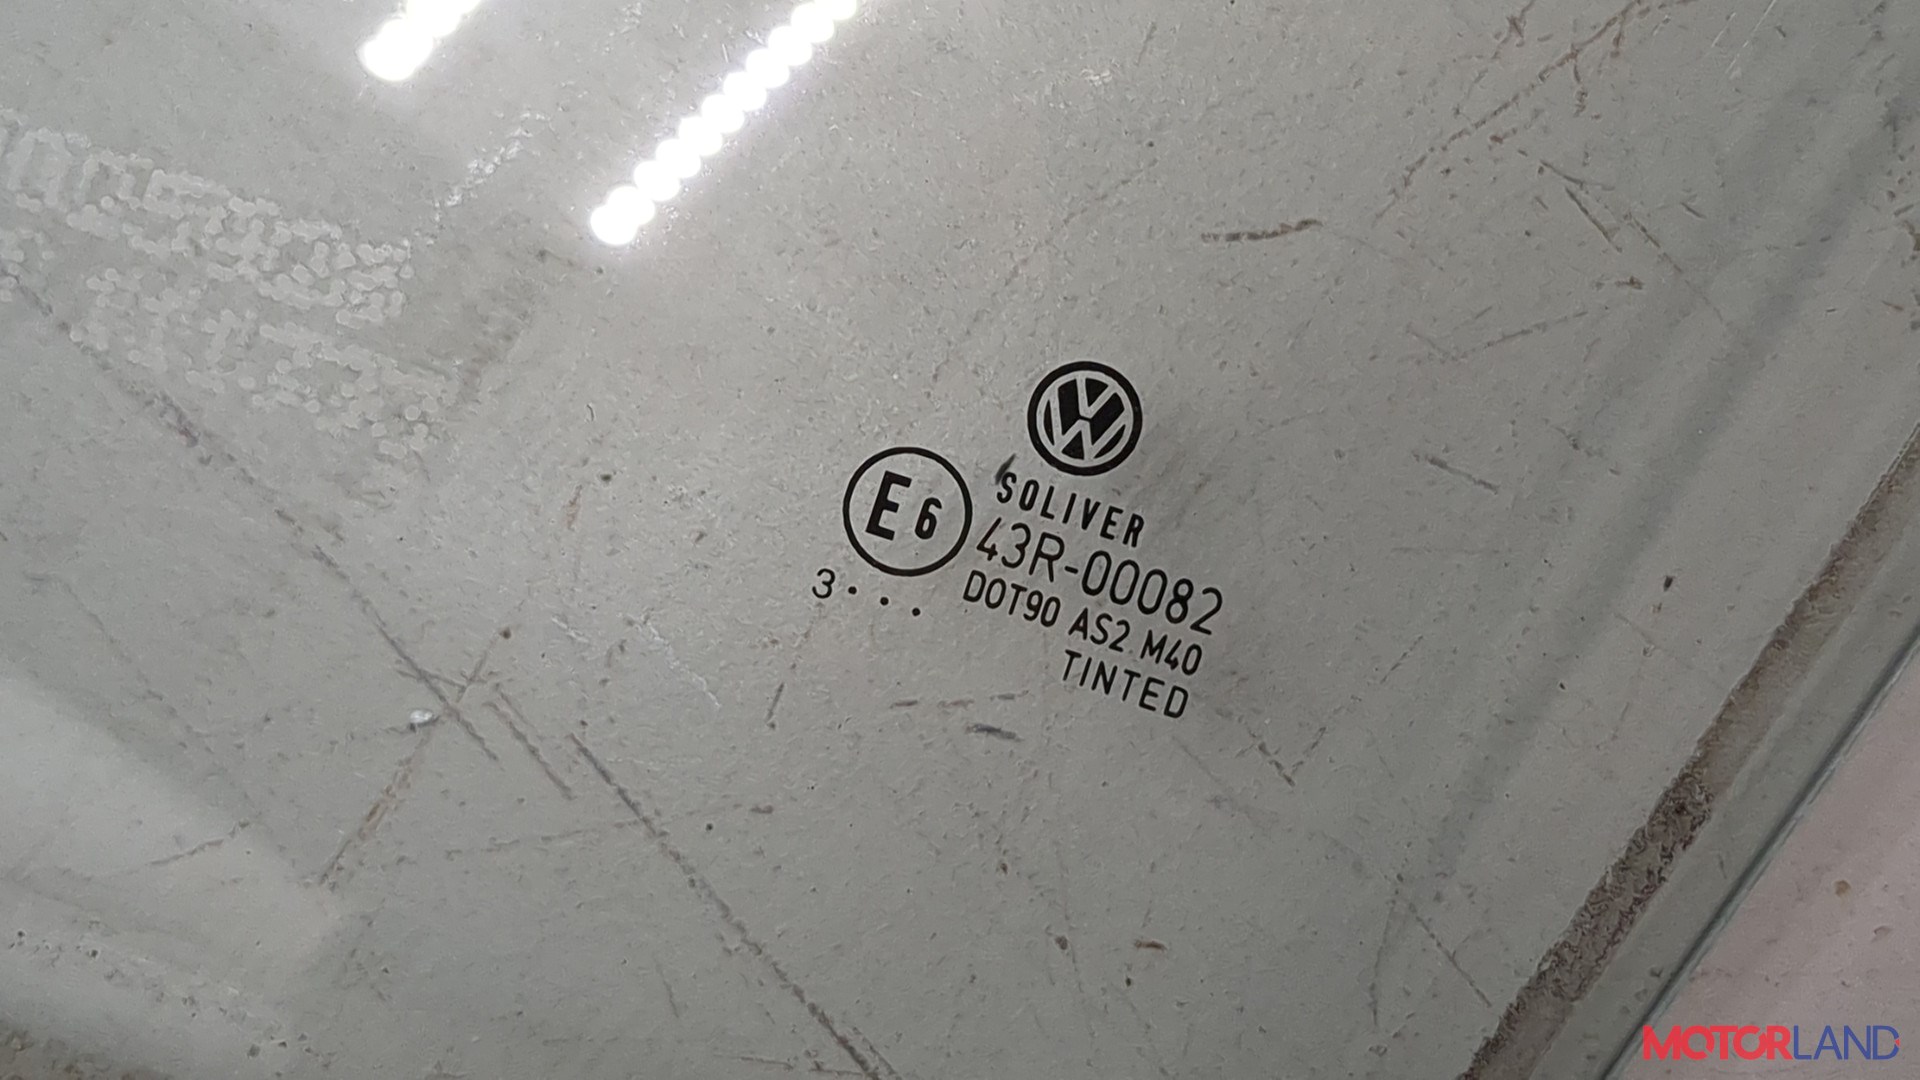 SOLIVER
E6 43R-00082
3... DOT90 AS2 M40
TINTED
MOTORLAND